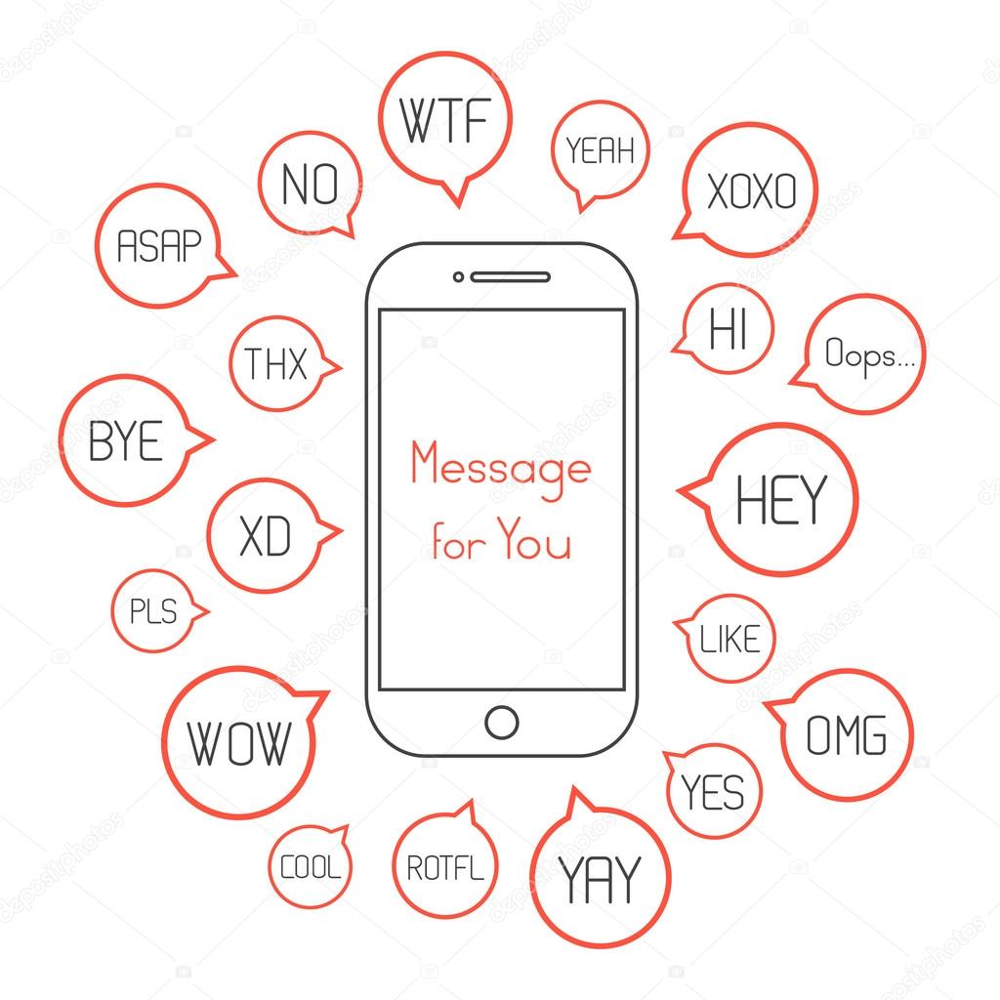 WTF
YEAH
NO
XOXO
ASAP
HI
Oops...
THX
BYE
Message
for You
HEY
XD
PLS
LIKE
WOW
OMG
YES
COOL
ROTFL
YAY
depositphotos